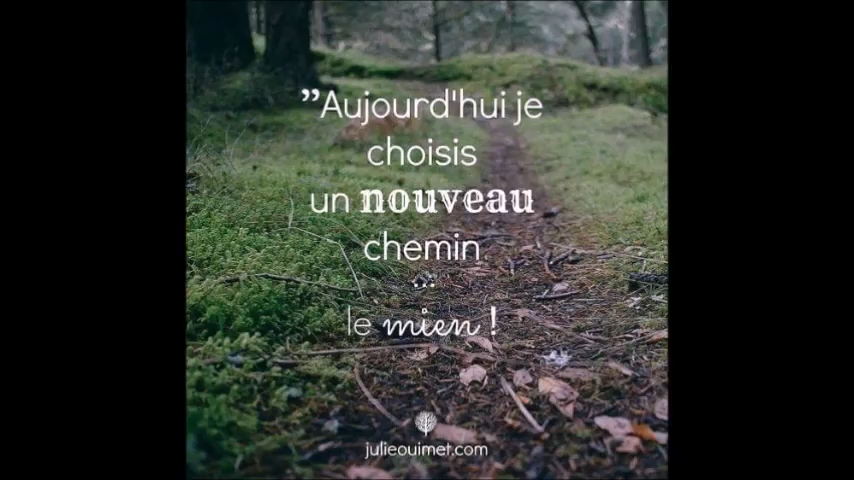 ”Aujourd'hui je
choisis
un nouveau
chemin
...
le mien !
julieouimet.com